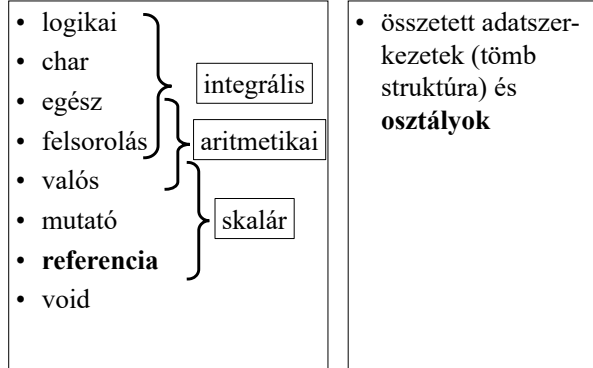 • logikai
• char
• egész
• felsorolás
• valós
• mutató
• referencia
• void
integrális
aritmetikai
skalár
• összetett adatszer-
kezetek (tömb
struktúra) és
osztályok